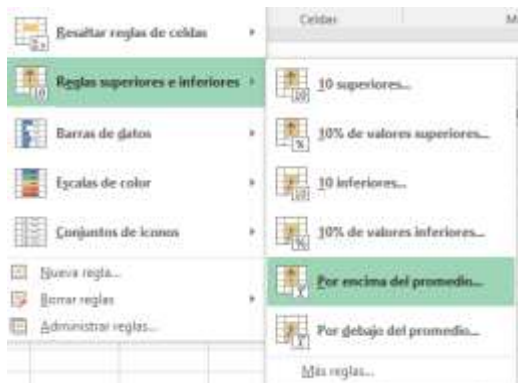 Celdas
M
Resaltar reglas de celdas
Reglas superiores e inferiores
Barras de datos
Escalas de color
Conjuntos de iconos
Nueva regla...
Borrar reglas
Administrar reglas...
10 superiores...
10% de valores superiores...
10 inferiores...
10% de valores inferiores...
Por encima del promedio...
Por debajo del promedio...
Más reglas...